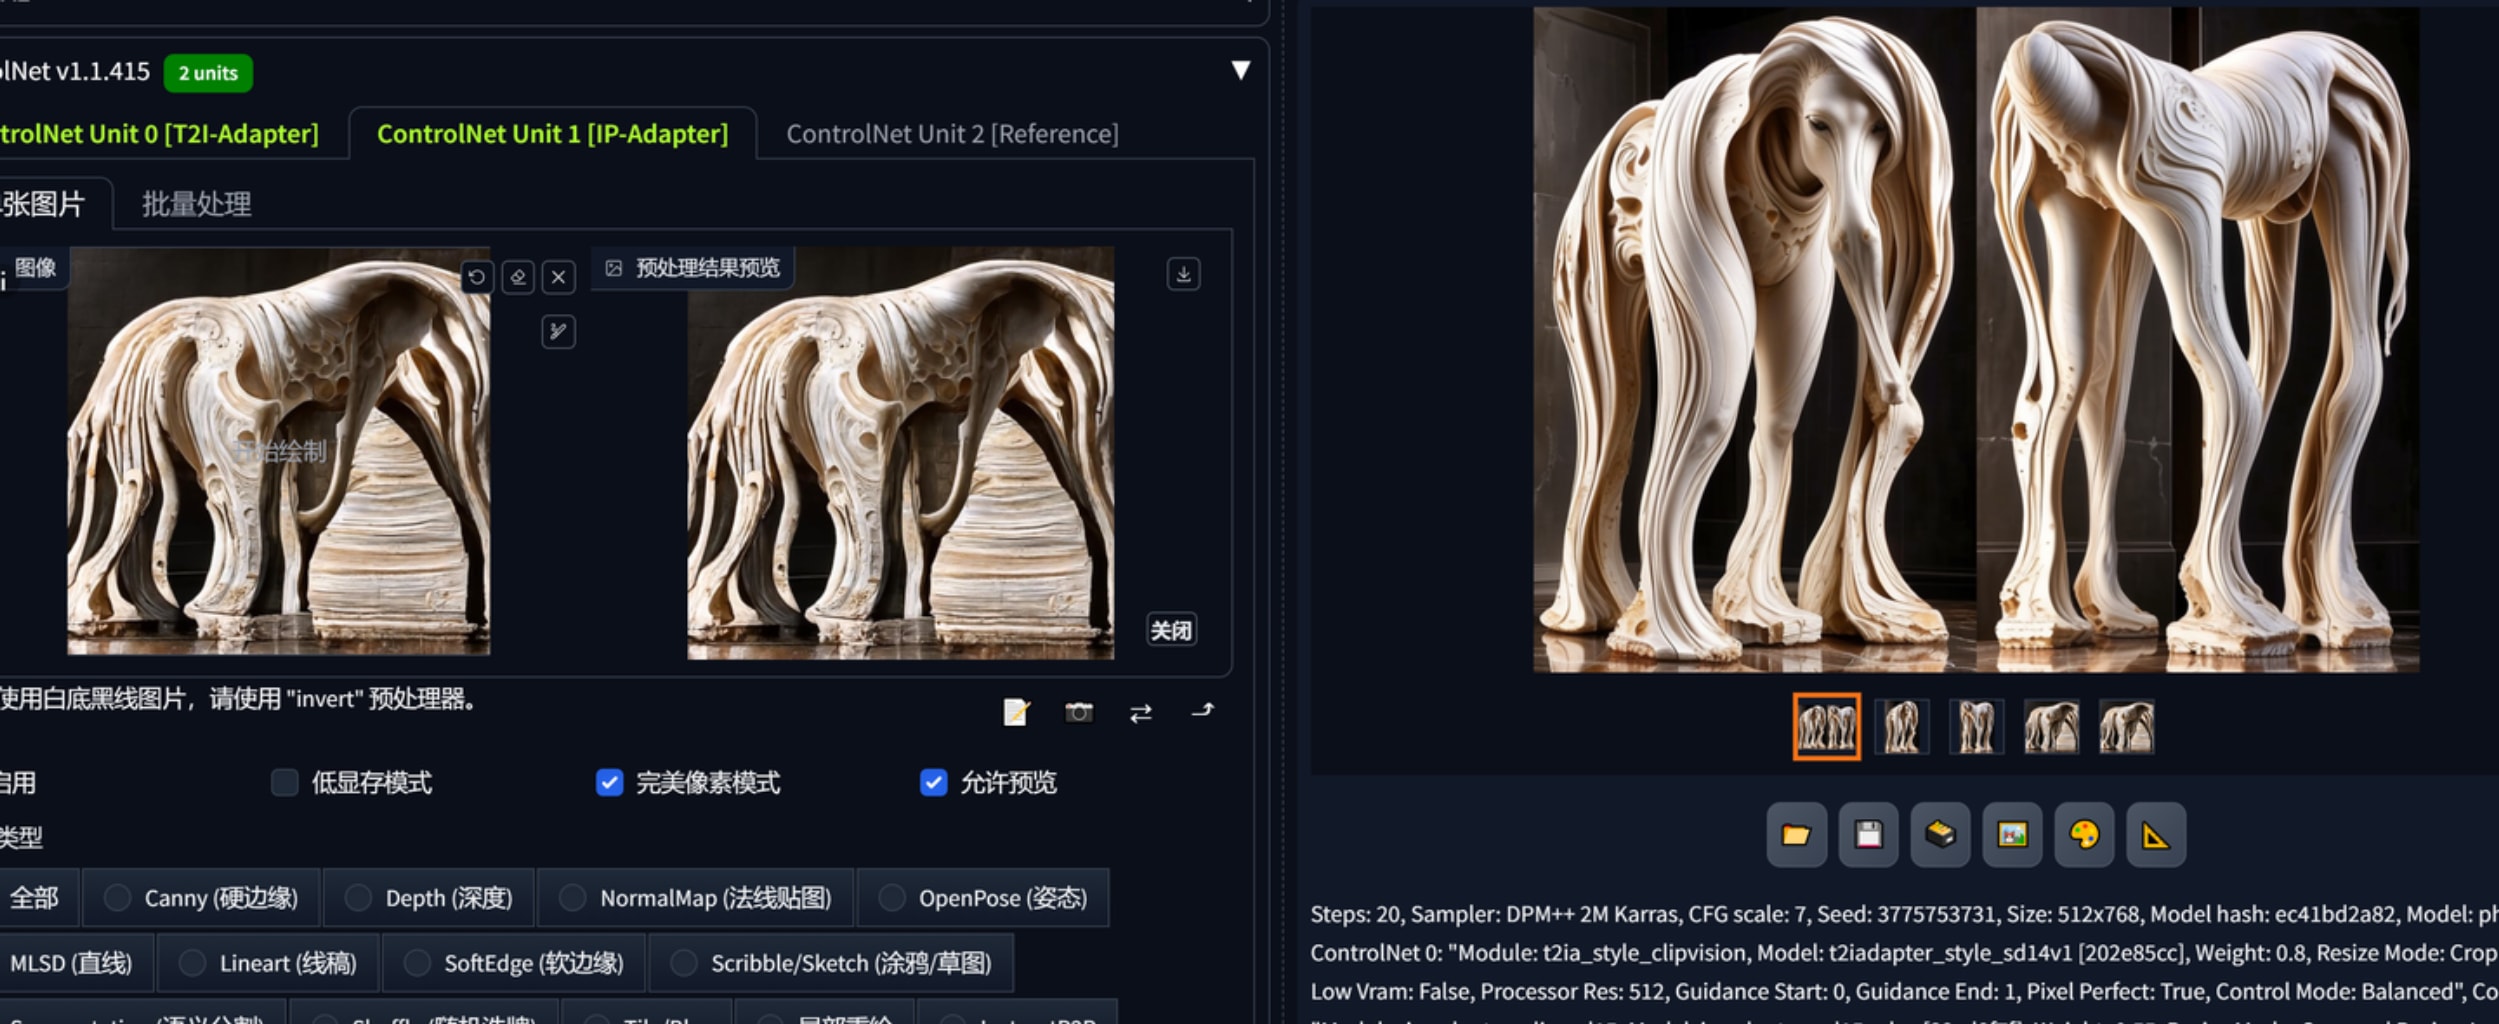 lNet v1.1.415
2 units
trolNet Unit 0 [T2I-Adapter]
ControlNet Unit 1 [IP-Adapter]
ControlNet Unit 2 [Reference]
张图片
批量处理
图像
预处理结果预览
开始绘制
关闭
使用白底黑线图片，请使用 "invert" 预处理器。
启用
低显存模式
完美像素模式
允许预览
类型
全部
Canny (硬边缘)
Depth (深度)
NormalMap (法线贴图)
OpenPose (姿态)
MLSD (直线)
Lineart (线稿)
SoftEdge (软边缘)
Scribble/Sketch (涂鸦/草图)
Steps: 20, Sampler: DPM++ 2M Karras, CFG scale: 7, Seed: 3775753731, Size: 512x768, Model hash: ec41bd2a82, Model: ph
ControlNet 0: "Module: t2ia_style_clipvision, Model: t2iadapter_style_sd14v1 [202e85cc], Weight: 0.8, Resize Mode: Crop
Low Vram: False, Processor Res: 512, Guidance Start: 0, Guidance End: 1, Pixel Perfect: True, Control Mode: Balanced", Co